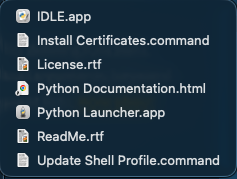 IDLE.app
Install Certificates.command
License.rtf
Python Documentation.html
Python Launcher.app
ReadMe.rtf
Update Shell Profile.command